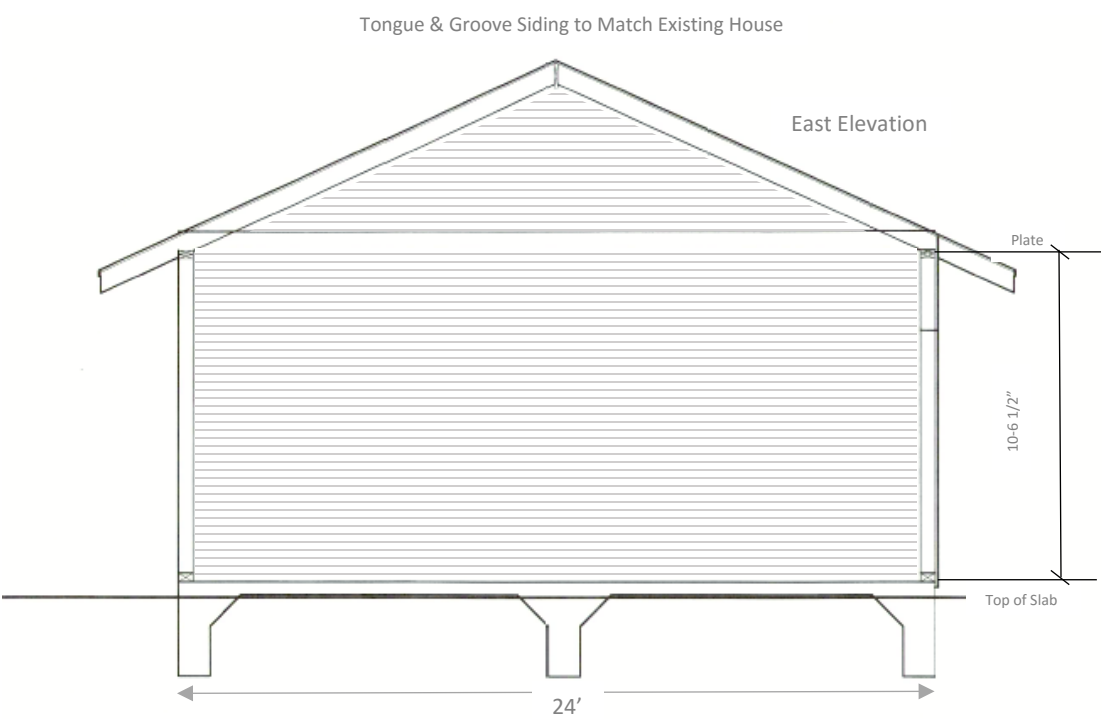 Tongue & Groove Siding to Match Existing House
East Elevation
Plate
10-6 1/2”
Top of Slab
24’